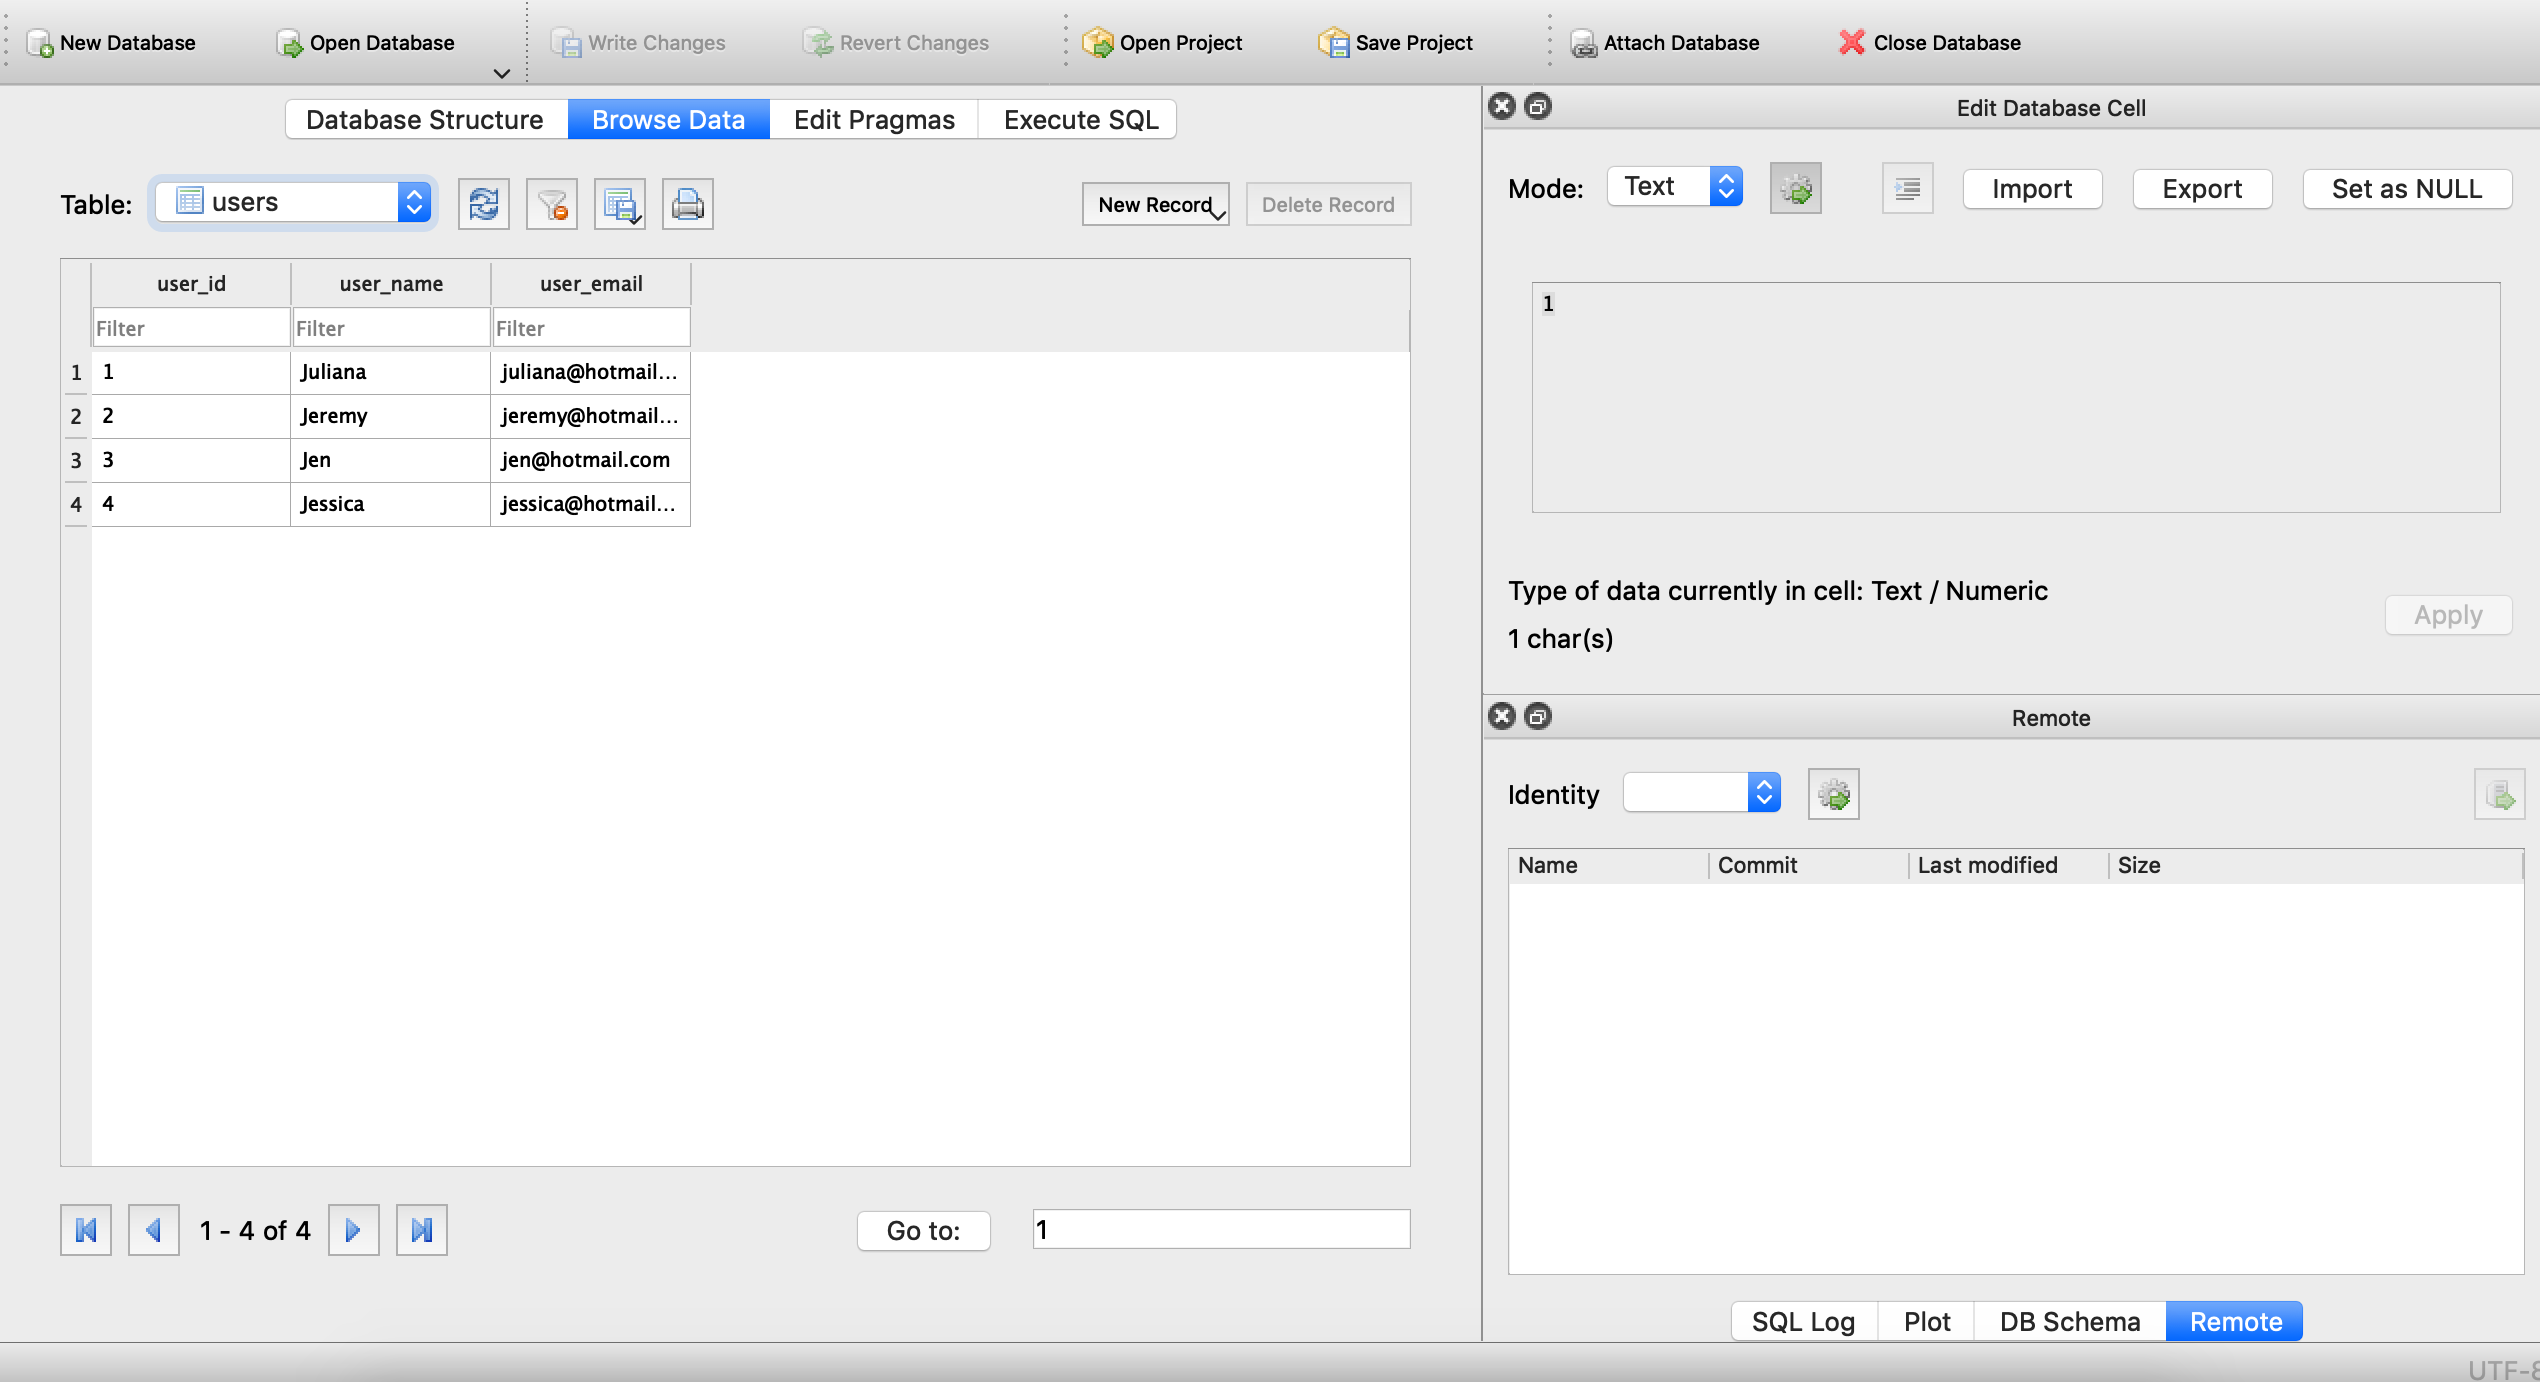 New Database Open Database Write Changes Revert Changes Open Project Save Project Attach Database Close Database
Database Structure Browse Data Edit Pragmas Execute SQL
Table: users New Record Delete Record
user_id user_name user_email
Filter Filter Filter
1 1 Juliana juliana@hotmail...
2 2 Jeremy jeremy@hotmail...
3 3 Jen jen@hotmail.com
4 4 Jessica jessica@hotmail...
1 - 4 of 4 Go to: 1
Edit Database Cell
Mode: Text Import Export Set as NULL
1
Type of data currently in cell: Text / Numeric
1 char(s)
Apply
Remote
Identity
Name Commit Last modified Size
SQL Log Plot DB Schema Remote
UTF-8